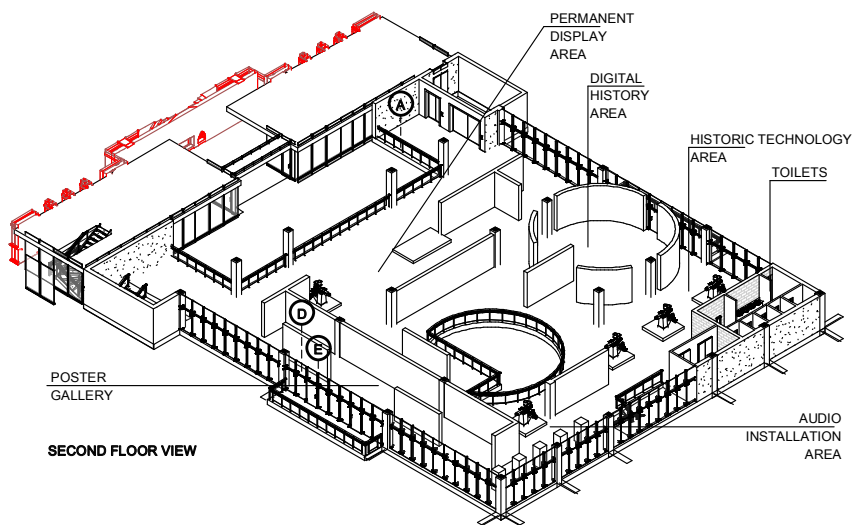 PERMANENT
DISPLAY
AREA
DIGITAL
HISTORY
AREA
A
HISTORIC TECHNOLOGY
AREA
TOILETS
D
E
POSTER
GALLERY
AUDIO
INSTALLATION
AREA
SECOND FLOOR VIEW